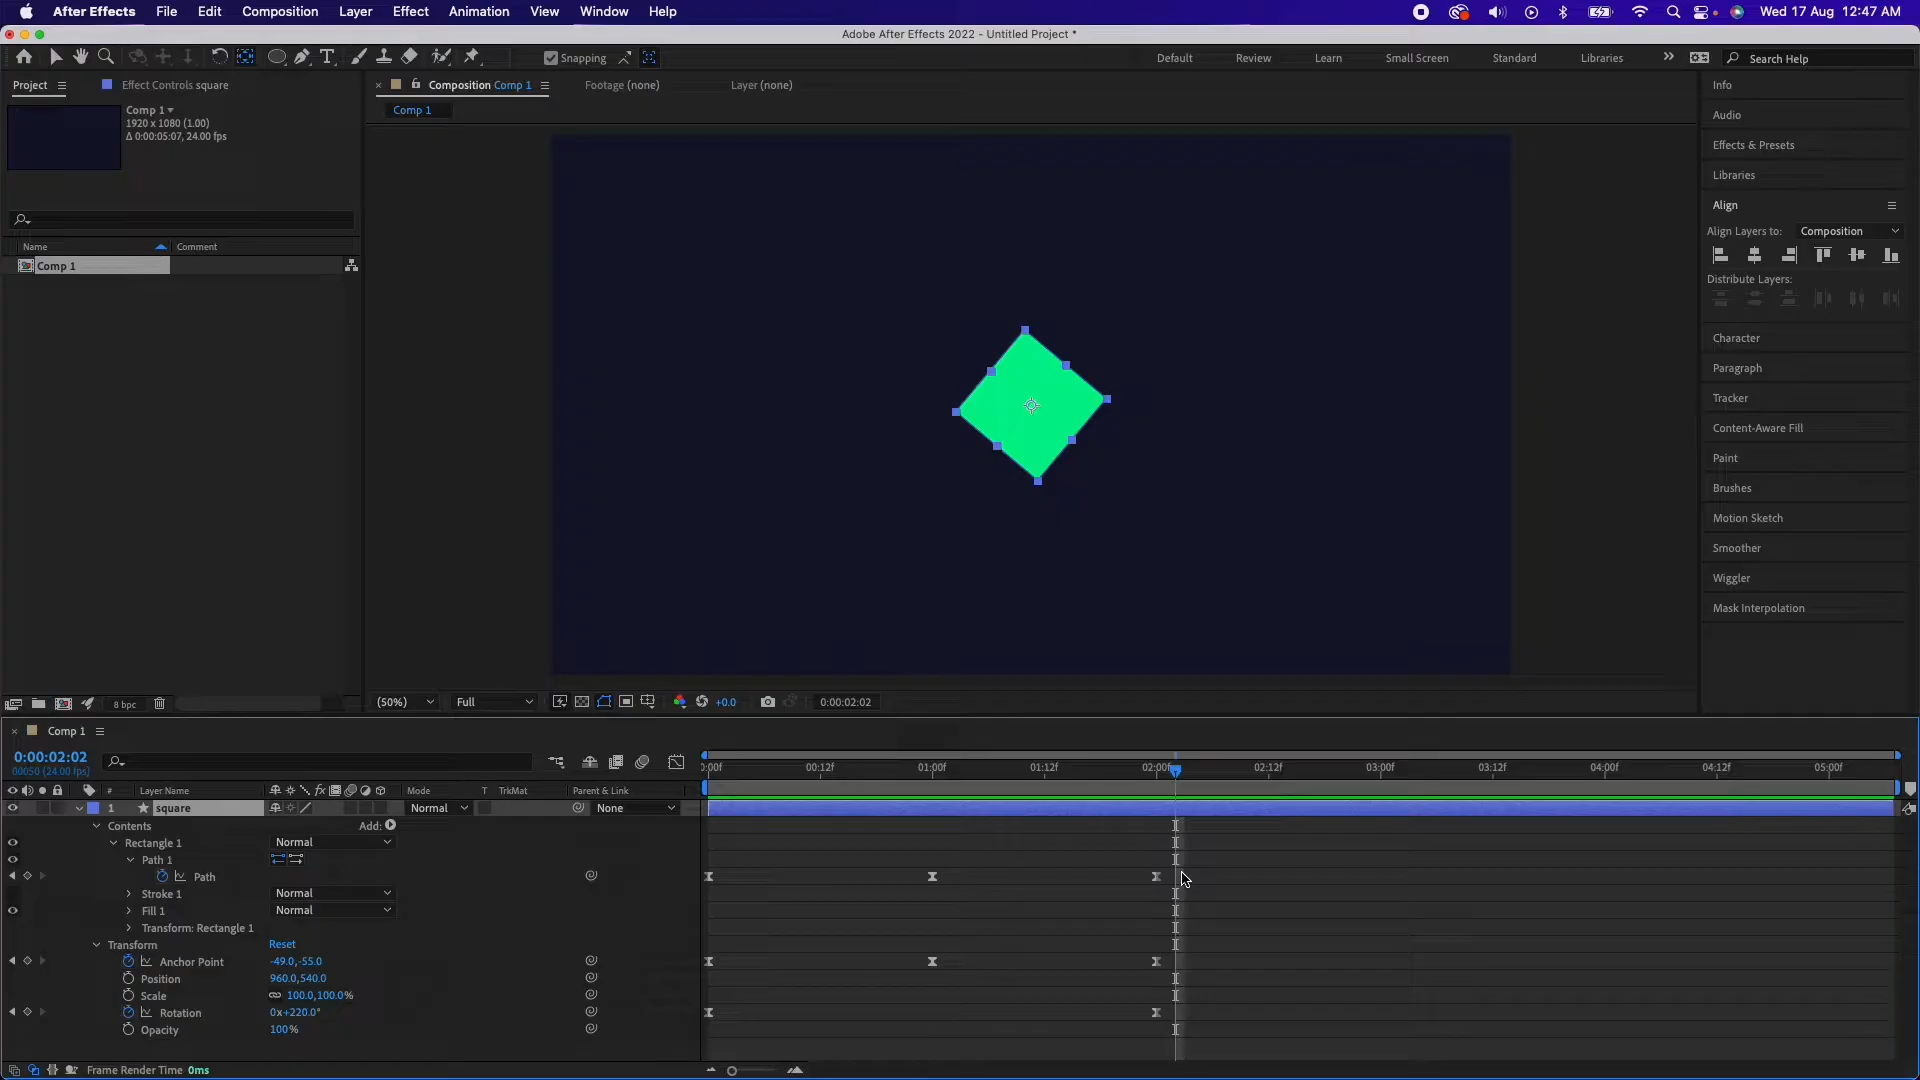 After Effects File Edit Composition Layer Effect Animation View Window Help Wed 17 Aug 12:47 AM
Adobe After Effects 2022 - Untitled Project *
Snapping Default Review Learn Small Screen Standard Libraries Search Help
Project Effect Controls square Composition Comp 1 Footage (none) Layer (none) Info
Comp 1
1920 x 1080 (1.00)
Δ 0:00:05:07, 24.00 fps
Comp 1
Audio
Effects & Presets
Libraries
Align
Align Layers to: Composition
Distribute Layers:
Name Comment
Comp 1
Character
Paragraph
Tracker
Content-Aware Fill
Paint
Brushes
Motion Sketch
Smoother
Wiggler
Mask Interpolation
8 bpc (50%) Full +0.0 0:00:02:02
Comp 1
0:00:02:02
00050 (24.00 fps)
0:00f 00:12f 01:00f 01:12f 02:00f 02:12f 03:00f 03:12f 04:00f 04:12f 05:00f
# Layer Name Mode T TrkMat Parent & Link
1 square Normal None
Contents Add:
Rectangle 1 Normal
Path 1
Path
Stroke 1 Normal
Fill 1 Normal
Transform: Rectangle 1
Transform Reset
Anchor Point -49.0,-55.0
Position 960.0,540.0
Scale 100.0,100.0%
Rotation 0x+220.0°
Opacity 100%
Frame Render Time 0ms